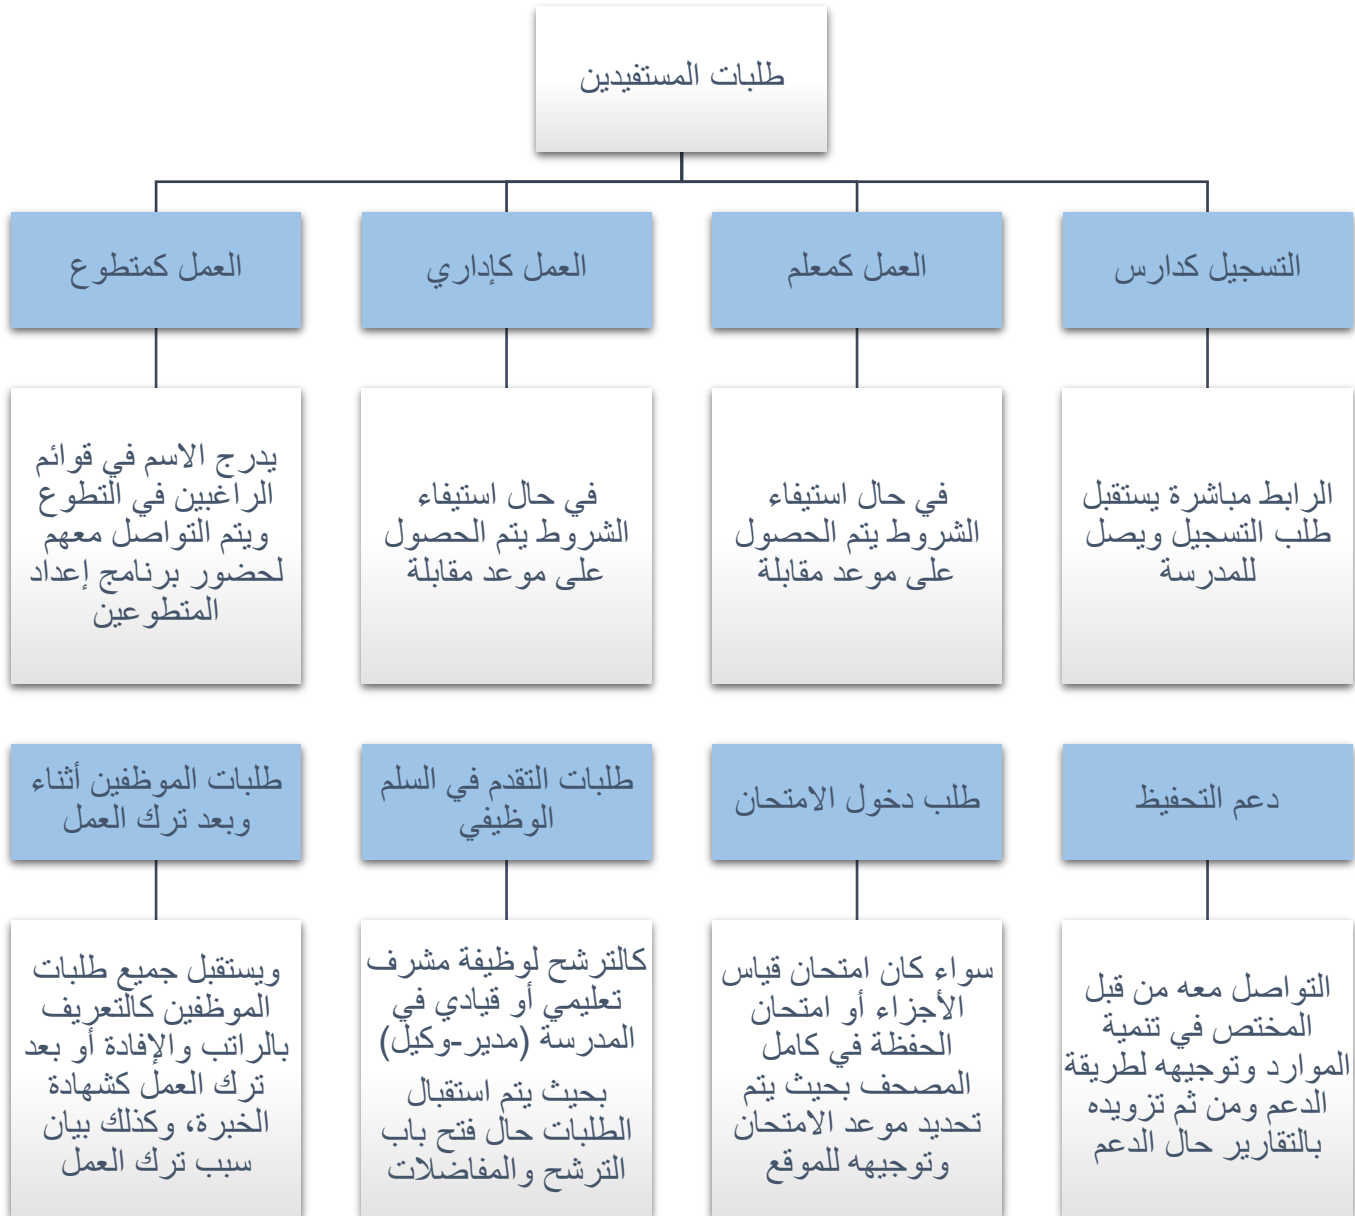 طلبات المستفيدين
التسجيل كدارس
العمل كمعلم
العمل كإداري
العمل كمتطوع
الرابط مباشرة يستقبل
طلب التسجيل ويصل
للمدرسة
في حال استيفاء
الشروط يتم الحصول
على موعد مقابلة
في حال استيفاء
الشروط يتم الحصول
على موعد مقابلة
يدرج الاسم في قوائم
الراغبين في التطوع
ويتم التواصل معهم
لحضور برنامج إعداد
المتطوعين
دعم التحفيظ
طلب دخول الامتحان
طلبات التقدم في السلم
الوظيفي
طلبات الموظفين أثناء
وبعد ترك العمل
التواصل معه من قبل
المختص في تنمية
الموارد وتوجيهه لطريقة
الدعم ومن ثم تزويده
بالتقارير حال الدعم
سواء كان امتحان قياس
الأجزاء أو امتحان
الحفظة في كامل
المصحف بحيث يتم
تحديد موعد الامتحان
وتوجيهه للموقع
كالترشح لوظيفة مشرف
تعليمي أو قيادي في
المدرسة (مدير-وكيل)
بحيث يتم استقبال
الطلبات حال فتح باب
الترشح والمفاضلات
ويستقبل جميع طلبات
الموظفين كالتعريف
بالراتب والإفادة أو بعد
ترك العمل كشهادة
الخبرة، وكذلك بيان
سبب ترك العمل